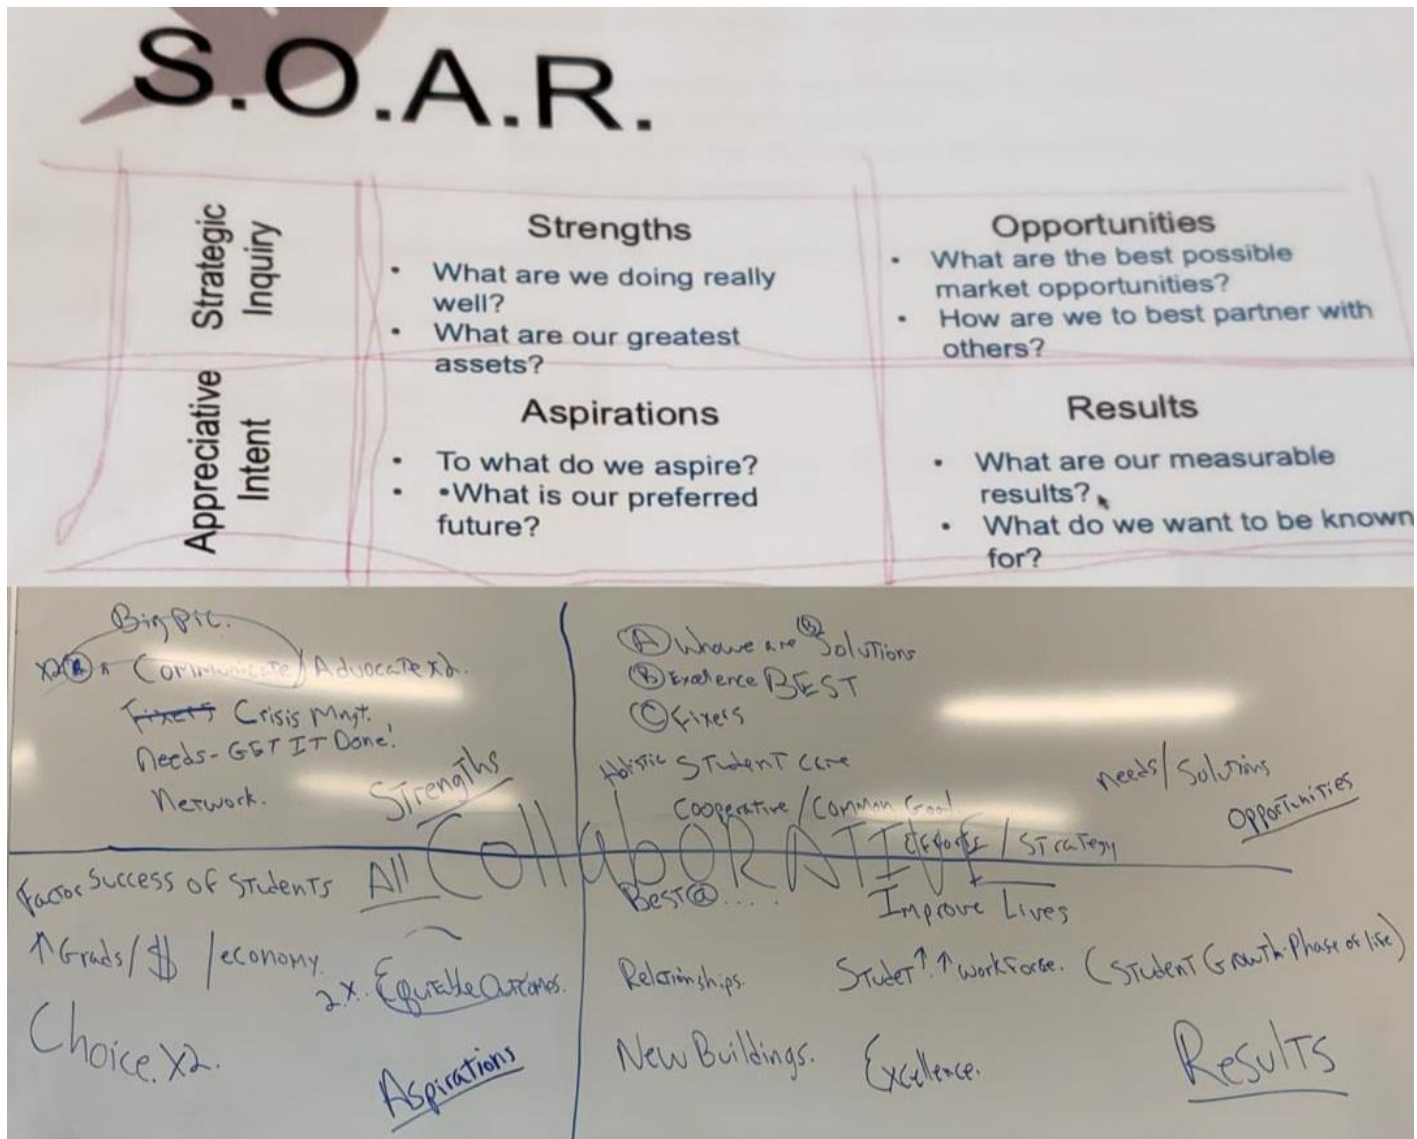 S.O.A.R.
Strategic
Inquiry
Strengths
• What are we doing really
well?
• What are our greatest
assets?
Opportunities
• What are the best possible
market opportunities?
• How are we to best partner with
others?
Appreciative
Intent
Aspirations
• To what do we aspire?
• •What is our preferred
future?
Results
• What are our measurable
results?
• What do we want to be known
for?
Big Pic.
Communicate/Advocate x2.
Fixers Crisis Mngt.
Needs- GET IT Done!
Network.
Strengths
A Who we are Solutions
B BEST
C Fixers
Holistic Student Care
Cooperative/Common Goal
Efforts/Strategy
Needs/Solutions
Opportunities
CollaboRATIVE
Factor Success of Students All
↑Grads/$ /economy.
2x. Equitable Outcomes.
Choice. x2.
Aspirations
Best@....
Improve Lives
Relationships.
Studet↑.↑workforce. (Student Growth-Phase of life)
New Buildings. Excellence.
Results